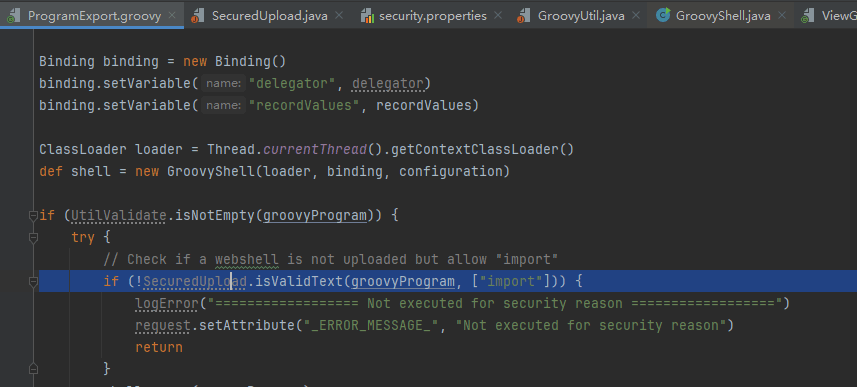 ProgramExport.groovy SecuredUpload.java security.properties GroovyUtil.java GroovyShell.java ViewG
Binding binding = new Binding()
binding.setVariable( name: "delegator", delegator)
binding.setVariable( name: "recordValues", recordValues)
ClassLoader loader = Thread.currentThread().getContextClassLoader()
def shell = new GroovyShell(loader, binding, configuration)
if (UtilValidate.isNotEmpty(groovyProgram)) {
try {
// Check if a webshell is not uploaded but allow "import"
if (!SecuredUpload.isValidText(groovyProgram, ["import"])) {
logError("================== Not executed for security reason ==================")
request.setAttribute("_ERROR_MESSAGE_", "Not executed for security reason")
return
}